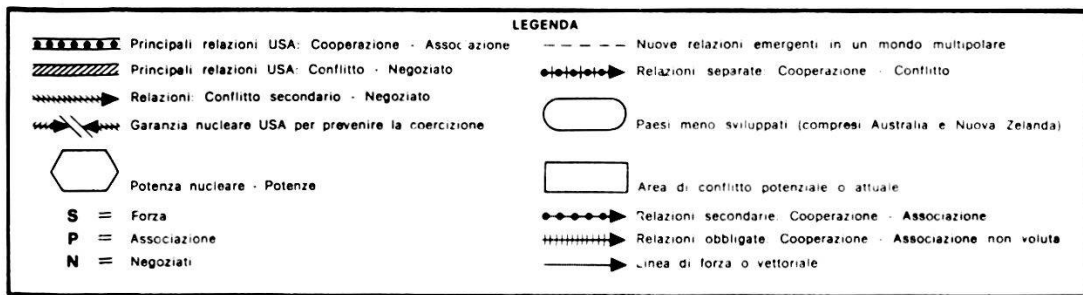 LEGENDA
Principali relazioni USA: Cooperazione - Associazione
Principali relazioni USA: Conflitto - Negoziato
Relazioni: Conflitto secondario - Negoziato
Garanzia nucleare USA per prevenire la coercizione
Potenza nucleare - Potenze
S = Forza
P = Associazione
N = Negoziati
Nuove relazioni emergenti in un mondo multipolare
Relazioni separate: Cooperazione - Conflitto
Paesi meno sviluppati (compresi Australia e Nuova Zelanda)
Area di conflitto potenziale o attuale
Relazioni secondarie: Cooperazione - Associazione
Relazioni obbligate: Cooperazione - Associazione non voluta
Linea di forza o vettoriale